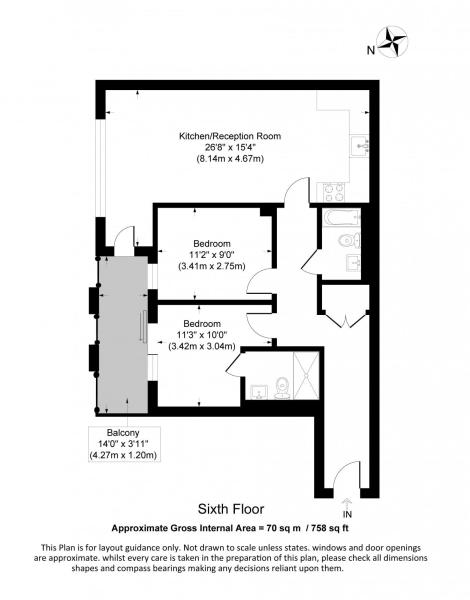 N
Kitchen/Reception Room
26'8" x 15'4"
(8.14m x 4.67m)
Bedroom
11'2" x 9'0"
(3.41m x 2.75m)
Bedroom
11'3" x 10'0"
(3.42m x 3.04m)
Balcony
14'0" x 3'11"
(4.27m x 1.20m)
IN
Sixth Floor
Approximate Gross Internal Area = 70 sq m / 758 sq ft
This Plan is for layout guidance only. Not drawn to scale unless states. windows and door openings
are approximate. whilst every care is taken in the preparation of this plan, please check all dimensions
shapes and compass bearings making any decisions reliant upon them.